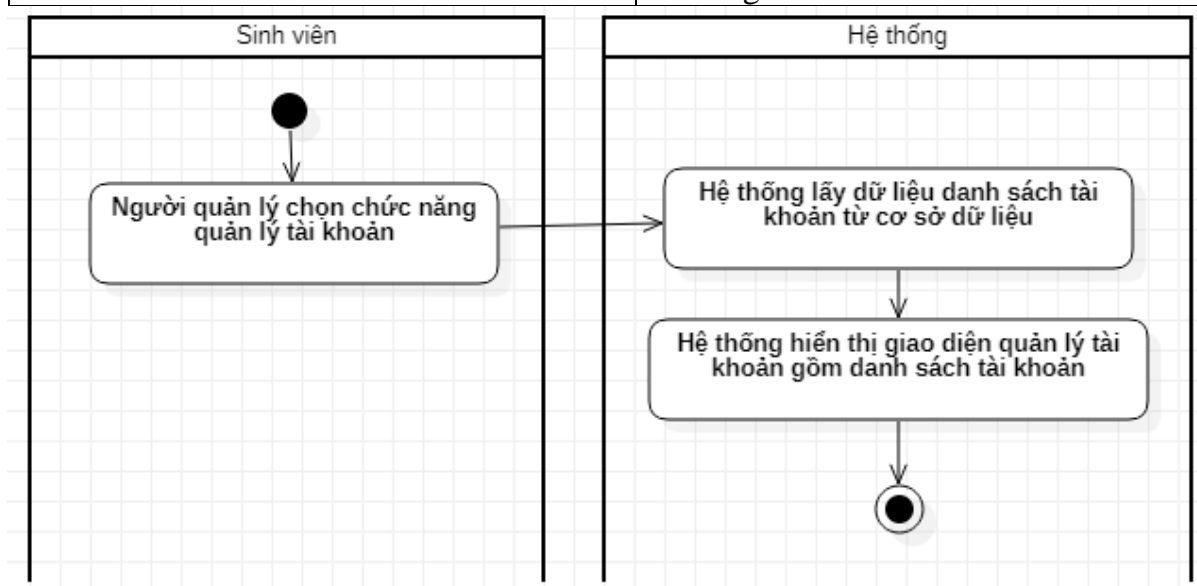 Sinh viên
Hệ thống
Người quản lý chọn chức năng
quản lý tài khoản
Hệ thống lấy dữ liệu danh sách tài
khoản từ cơ sở dữ liệu
Hệ thống hiển thị giao diện quản lý tài
khoản gồm danh sách tài khoản